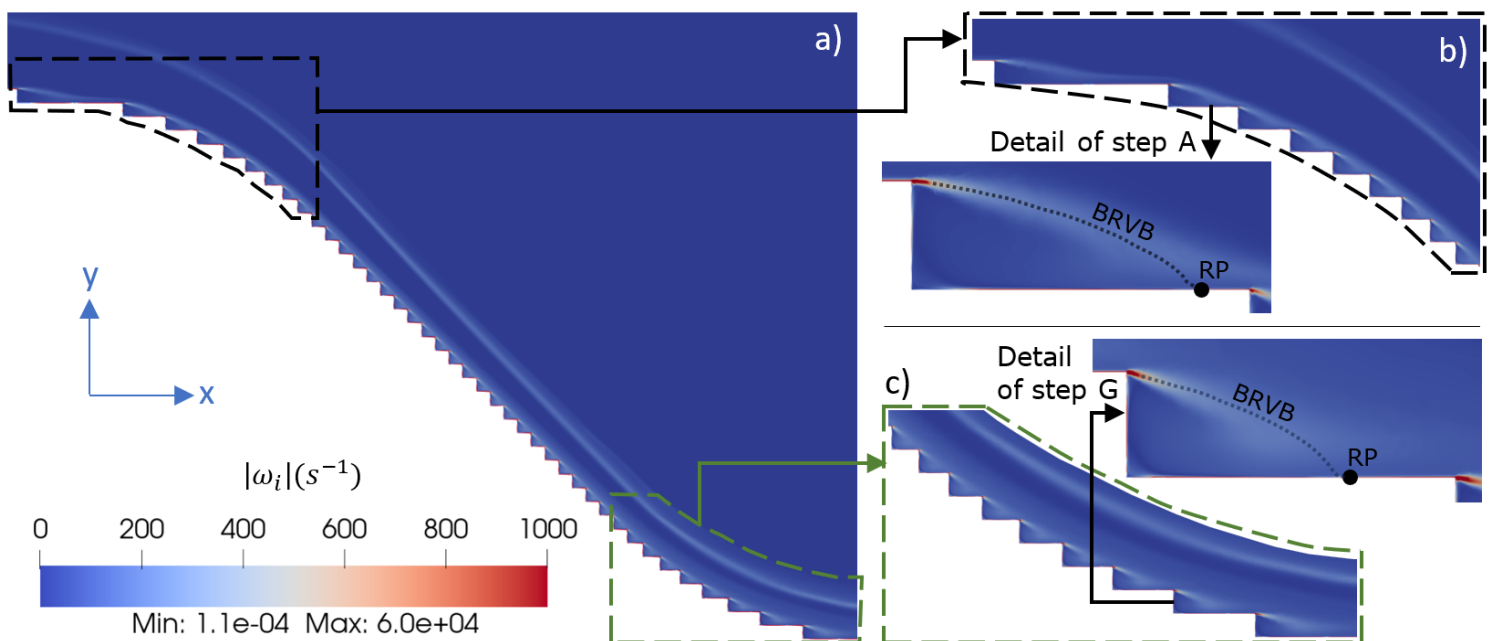 a)
b)
Detail of step A
BRVB
RP
y
x
c)
Detail
of step G
BRVB
RP
|ω_i|(s^{-1})
0 200 400 600 800 1000
Min: 1.1e-04 Max: 6.0e+04